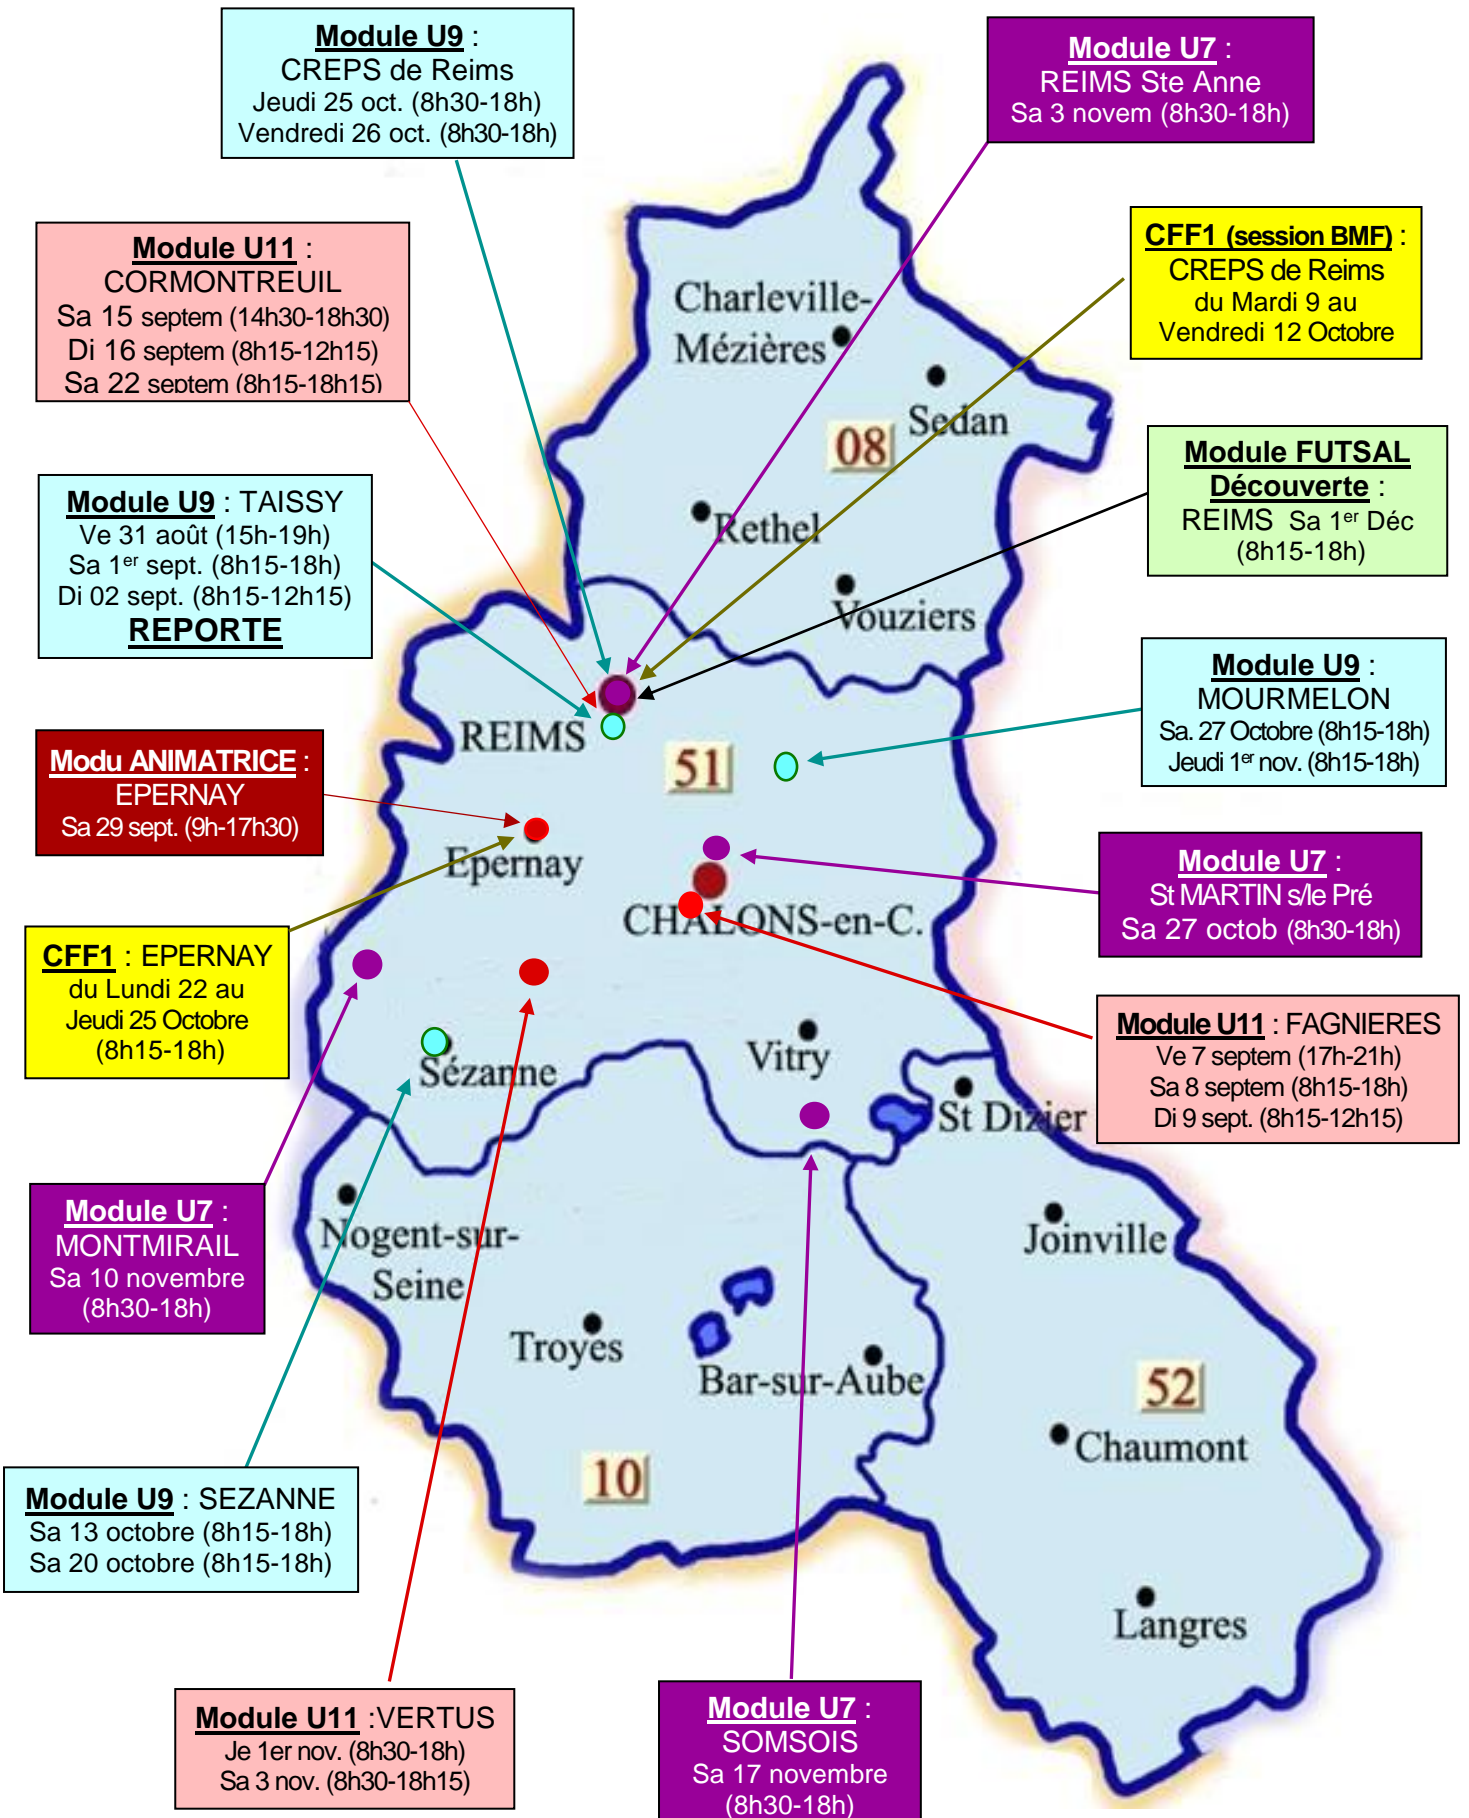 Module U9 :
CREPS de Reims
Jeudi 25 oct. (8h30-18h)
Vendredi 26 oct. (8h30-18h)
Module U7 :
REIMS Ste Anne
Sa 3 novem (8h30-18h)
Module U11 :
CORMONTREUIL
Sa 15 septem (14h30-18h30)
Di 16 septem (8h15-12h15)
Sa 22 septem (8h15-18h15)
CFF1 (session BMF) :
CREPS de Reims
du Mardi 9 au
Vendredi 12 Octobre
Charleville-
Mézières
Sedan
08
Rethel
Vouziers
Module FUTSAL
Découverte :
REIMS Sa 1er Déc
(8h15-18h)
Module U9 : TAISSY
Ve 31 août (15h-19h)
Sa 1er sept. (8h15-18h)
Di 02 sept. (8h15-12h15)
REPORTE
Module U9 :
MOURMELON
Sa. 27 Octobre (8h15-18h)
Jeudi 1er nov. (8h15-18h)
REIMS
51
Modu ANIMATRICE :
EPERNAY
Sa 29 sept. (9h-17h30)
Epernay
CHALONS-en-C.
Module U7 :
St MARTIN s/le Pré
Sa 27 octob (8h30-18h)
CFF1 : EPERNAY
du Lundi 22 au
Jeudi 25 Octobre
(8h15-18h)
Module U11 : FAGNIERES
Ve 7 septem (17h-21h)
Sa 8 septem (8h15-18h)
Di 9 sept. (8h15-12h15)
Sézanne
Vitry
St Dizier
Module U7 :
MONTMIRAIL
Sa 10 novembre
(8h30-18h)
Nogent-sur-
Seine
Joinville
Troyes
Bar-sur-Aube
52
Chaumont
10
Langres
Module U9 : SEZANNE
Sa 13 octobre (8h15-18h)
Sa 20 octobre (8h15-18h)
Module U11 :VERTUS
Je 1er nov. (8h30-18h)
Sa 3 nov. (8h30-18h15)
Module U7 :
SOMSOIS
Sa 17 novembre
(8h30-18h)